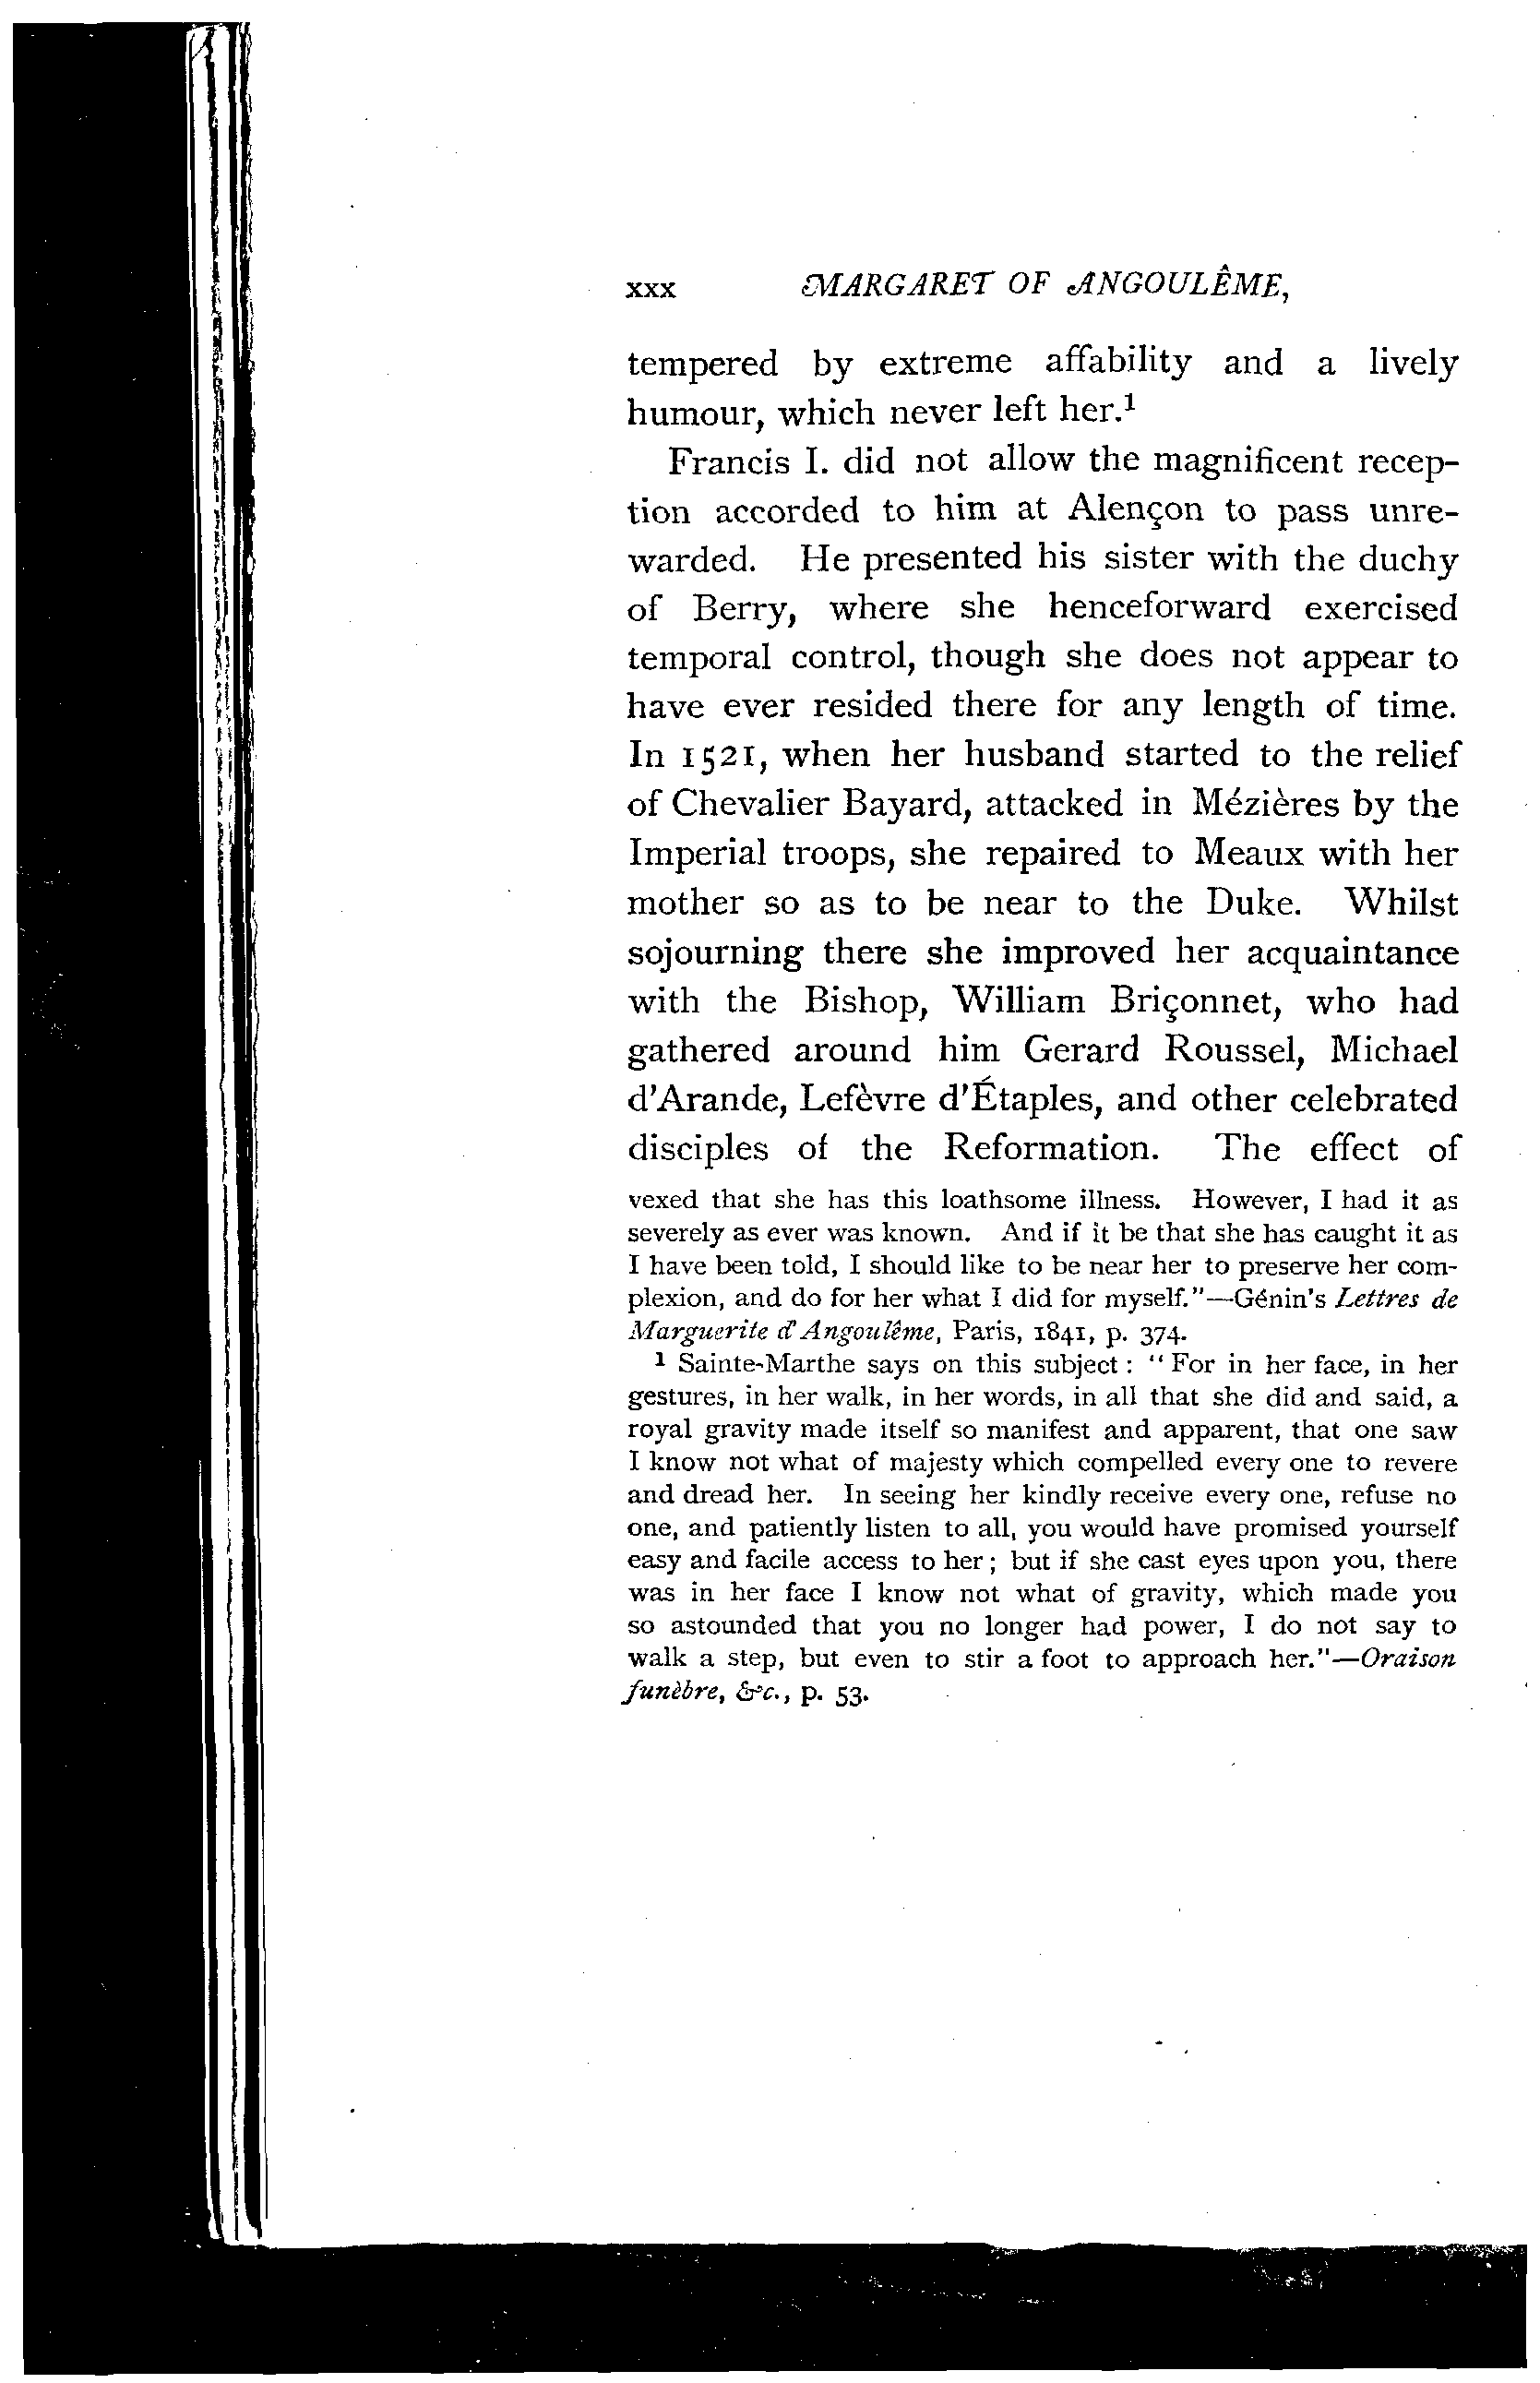 xxx MARGARET OF ANGOULÊME,
tempered by extreme affability and a lively
humour, which never left her.¹
Francis I. did not allow the magnificent recep-
tion accorded to him at Alençon to pass unre-
warded. He presented his sister with the duchy
of Berry, where she henceforward exercised
temporal control, though she does not appear to
have ever resided there for any length of time.
In 1521, when her husband started to the relief
of Chevalier Bayard, attacked in Mézières by the
Imperial troops, she repaired to Meaux with her
mother so as to be near to the Duke. Whilst
sojourning there she improved her acquaintance
with the Bishop, William Briçonnet, who had
gathered around him Gerard Roussel, Michael
d'Arande, Lefèvre d'Étaples, and other celebrated
disciples of the Reformation. The effect of
vexed that she has this loathsome illness. However, I had it as
severely as ever was known. And if it be that she has caught it as
I have been told, I should like to be near her to preserve her com-
plexion, and do for her what I did for myself."—Génin's Lettres de
Marguerite d'Angoulême, Paris, 1841, p. 374.
¹ Sainte-Marthe says on this subject: "For in her face, in her
gestures, in her walk, in her words, in all that she did and said, a
royal gravity made itself so manifest and apparent, that one saw
I know not what of majesty which compelled every one to revere
and dread her. In seeing her kindly receive every one, refuse no
one, and patiently listen to all, you would have promised yourself
easy and facile access to her; but if she cast eyes upon you, there
was in her face I know not what of gravity, which made you
so astounded that you no longer had power, I do not say to
walk a step, but even to stir a foot to approach her."—Oraison
funèbre, &c., p. 53.